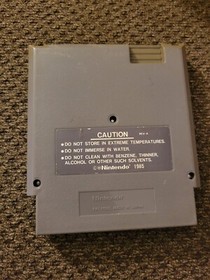 CAUTION
REV-A
• DO NOT STORE IN EXTREME TEMPERATURES.
• DO NOT IMMERSE IN WATER.
• DO NOT CLEAN WITH BENZENE, THINNER,
ALCOHOL OR OTHER SUCH SOLVENTS.
©Nintendo® 1985